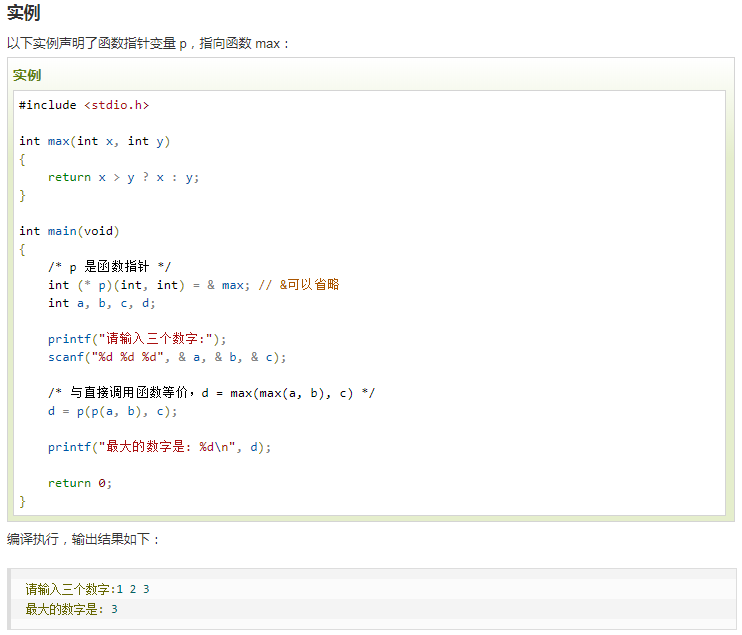 实例
以下实例声明了函数指针变量 p，指向函数 max：
实例
#include <stdio.h>
int max(int x, int y)
{
    return x > y ? x : y;
}
int main(void)
{
    /* p 是函数指针 */
    int (* p)(int, int) = & max; // &可以省略
    int a, b, c, d;
    printf("请输入三个数字:");
    scanf("%d %d %d", & a, & b, & c);
    /* 与直接调用函数等价，d = max(max(a, b), c) */
    d = p(p(a, b), c);
    printf("最大的数字是: %d\n", d);
    return 0;
}
编译执行，输出结果如下：
请输入三个数字:1 2 3
最大的数字是: 3